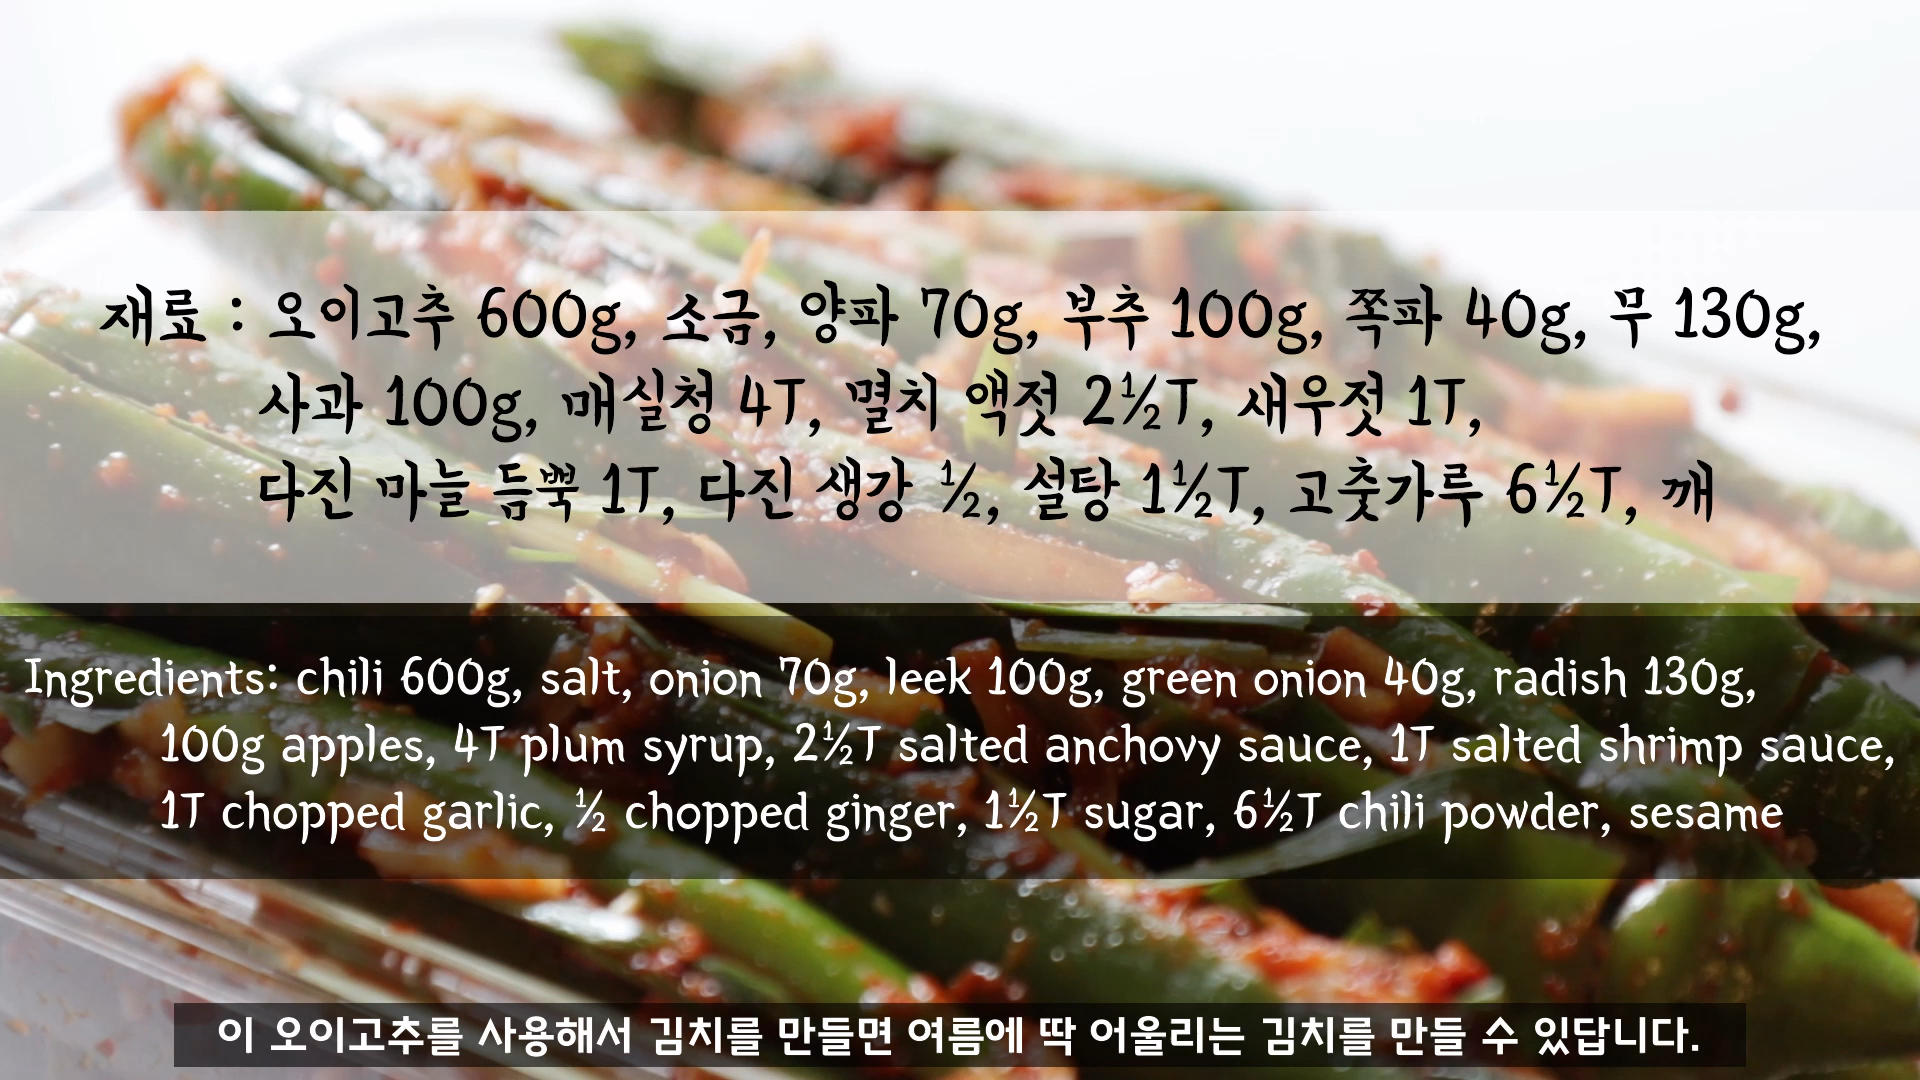 재료 : 오이고추 600g, 소금, 양파 70g, 부추 100g, 쪽파 40g, 무 130g,
사과 100g, 매실청 4T, 멸치 액젓 2½T, 새우젓 1T,
다진 마늘 듬뿍 1T, 다진 생강 ½, 설탕 1½T, 고춧가루 6½T, 깨
Ingredients: chili 600g, salt, onion 70g, leek 100g, green onion 40g, radish 130g,
100g apples, 4T plum syrup, 2½T salted anchovy sauce, 1T salted shrimp sauce,
1T chopped garlic, ½ chopped ginger, 1½T sugar, 6½T chili powder, sesame
이 오이고추를 사용해서 김치를 만들면 여름에 딱 어울리는 김치를 만들 수 있답니다.